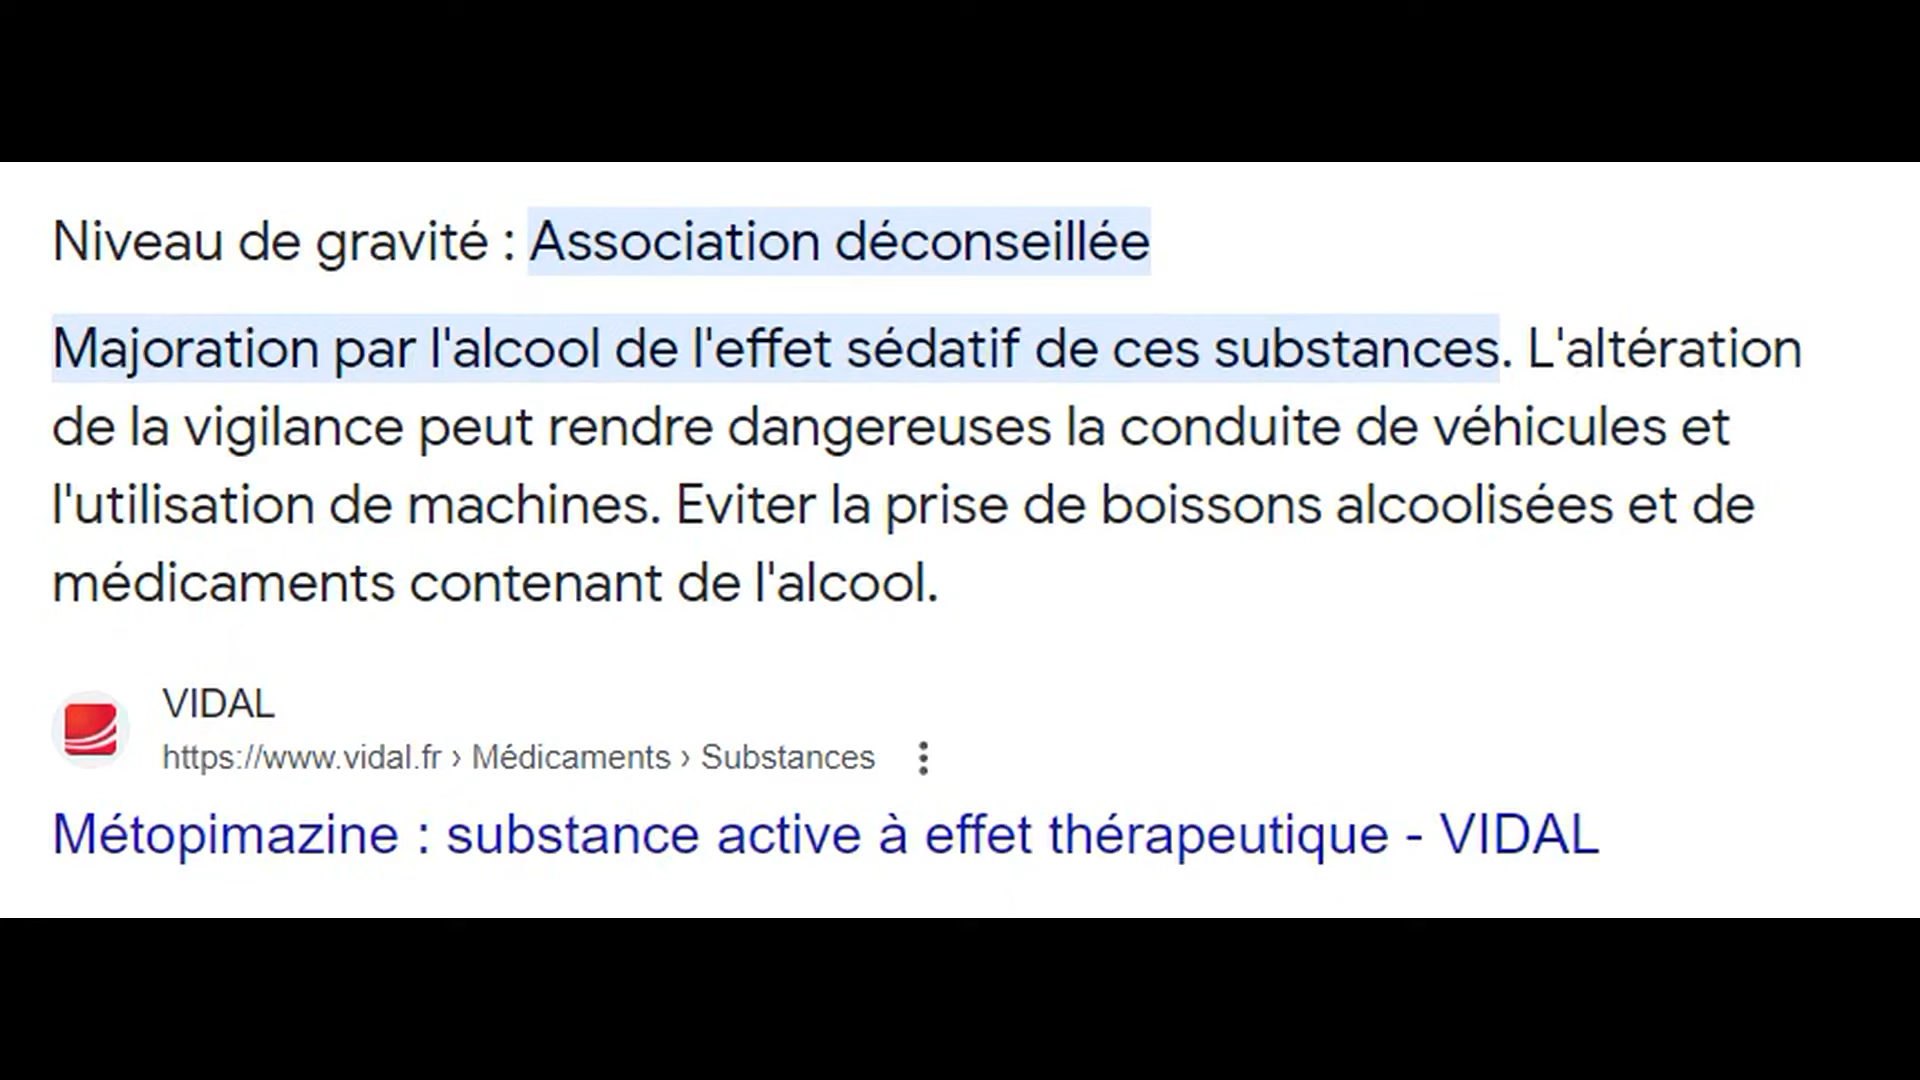 Niveau de gravité : Association déconseillée
Majoration par l'alcool de l'effet sédatif de ces substances. L'altération
de la vigilance peut rendre dangereuses la conduite de véhicules et
l'utilisation de machines. Eviter la prise de boissons alcoolisées et de
médicaments contenant de l'alcool.
VIDAL
https://www.vidal.fr › Médicaments › Substances
Métopimazine : substance active à effet thérapeutique - VIDAL